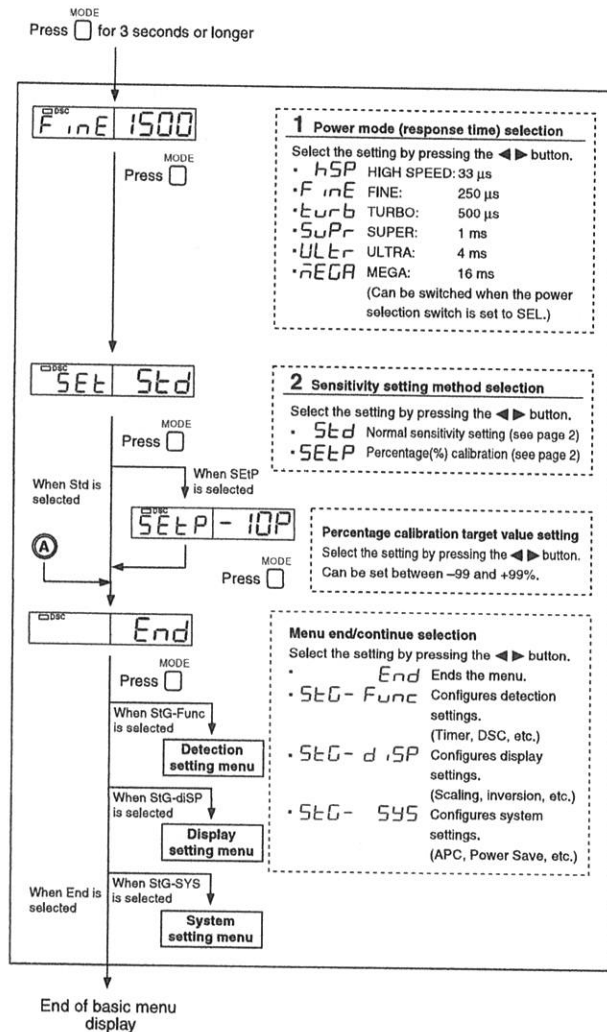 MODE
Press for 3 seconds or longer
DSC
FinE 1500
MODE
Press
1 Power mode (response time) selection
Select the setting by pressing the ◀ ▶ button.
• hSP HIGH SPEED: 33 µs
• FinE FINE: 250 µs
• turb TURBO: 500 µs
• SuPr SUPER: 1 ms
• ULtr ULTRA: 4 ms
• mEGA MEGA: 16 ms
(Can be switched when the power
selection switch is set to SEL.)
DSC
SEt Std
MODE
Press
2 Sensitivity setting method selection
Select the setting by pressing the ◀ ▶ button.
• Std Normal sensitivity setting (see page 2)
• SEtP Percentage(%) calibration (see page 2)
When Std is
selected
When SEtP
is selected
DSC
SEtP -10P
MODE
Press
Percentage calibration target value setting
Select the setting by pressing the ◀ ▶ button.
Can be set between –99 and +99%.
A
DSC
End
MODE
Press
Menu end/continue selection
Select the setting by pressing the ◀ ▶ button.
• End Ends the menu.
• StG- Func Configures detection
settings.
(Timer, DSC, etc.)
• StG- diSP Configures display
settings.
(Scaling, inversion, etc.)
• StG- SYS Configures system
settings.
(APC, Power Save, etc.)
When StG-Func
is selected
Detection
setting menu
When StG-diSP
is selected
Display
setting menu
When End is
selected
When StG-SYS
is selected
System
setting menu
End of basic menu
display